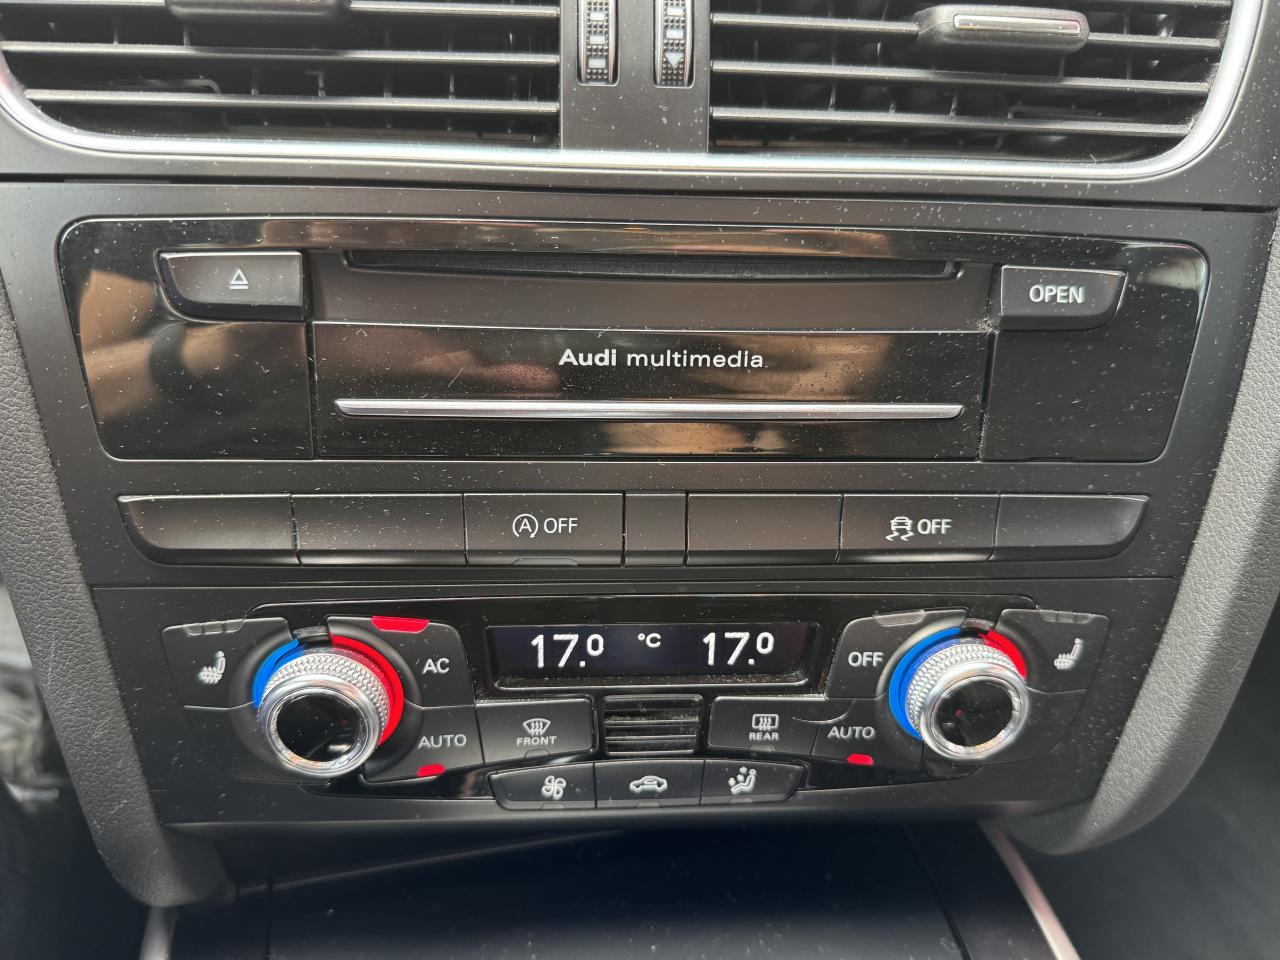 OPEN
Audi multimedia
A OFF
OFF
17.0 °C 17.0
AC
OFF
AUTO
FRONT
REAR
AUTO